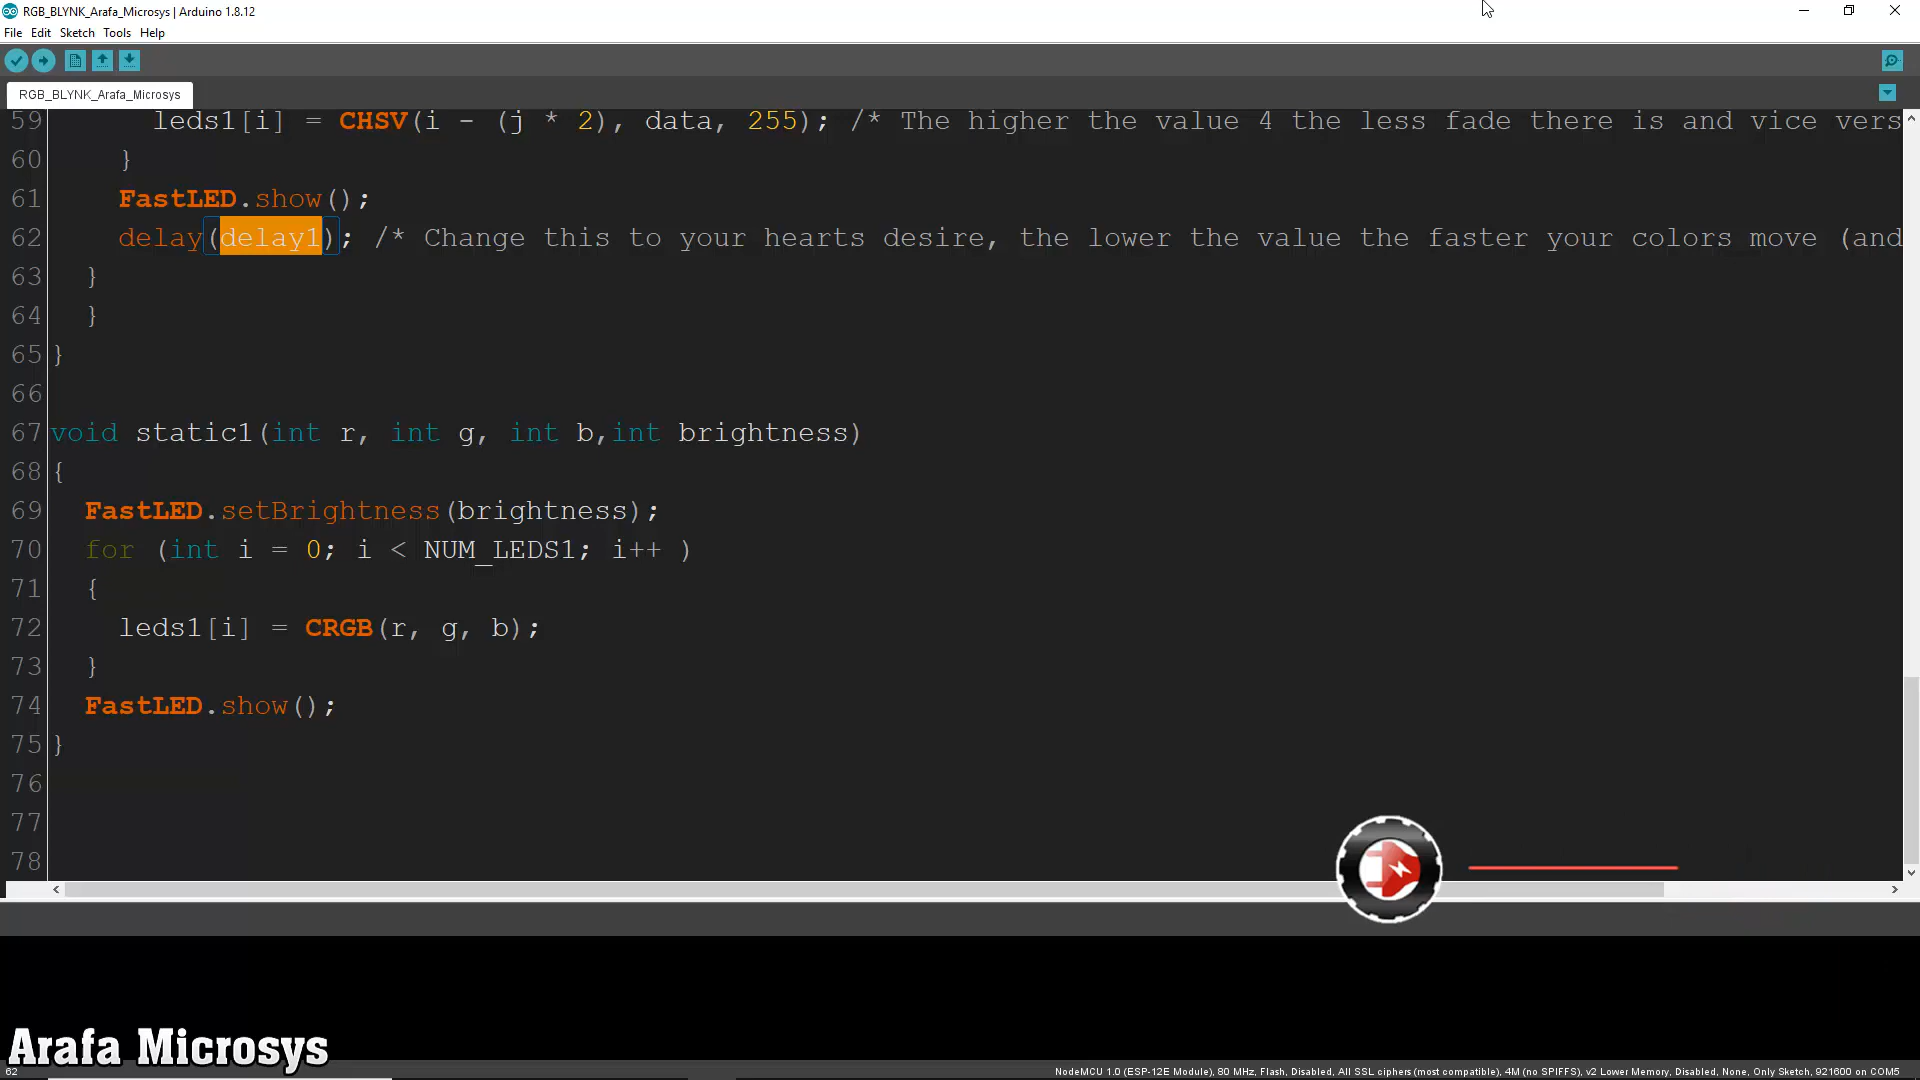 RGB_BLYNK_Arafa_Microsys | Arduino 1.8.12
File Edit Sketch Tools Help
RGB_BLYNK_Arafa_Microsys
59 leds1[i] = CHSV(i - (j * 2), data, 255); /* The higher the value 4 the less fade there is and vice vers
60 }
61 FastLED.show();
62 delay(delay1); /* Change this to your hearts desire, the lower the value the faster your colors move (and
63 }
64 }
65 }
66
67 void static1(int r, int g, int b,int brightness)
68 {
69 FastLED.setBrightness(brightness);
70 for (int i = 0; i < NUM_LEDS1; i++ )
71 {
72 leds1[i] = CRGB(r, g, b);
73 }
74 FastLED.show();
75 }
76
77
78
Arafa Microsys
62 NodeMCU 1.0 (ESP-12E Module), 80 MHz, Flash, Disabled, All SSL ciphers (most compatible), 4M (no SPIFFS), v2 Lower Memory, Disabled, None, Only Sketch, 921600 on COM5